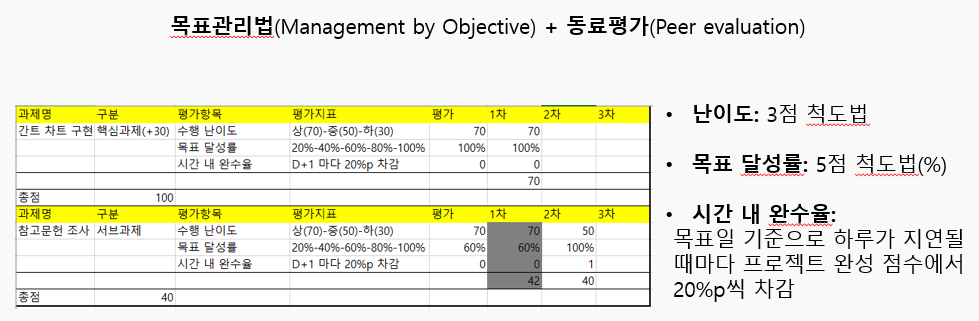 목표관리법(Management by Objective) + 동료평가(Peer evaluation)
과제명 구분 평가항목 평가지표 평가 1차 2차 3차
간트 차트 구현 핵심과제(+30) 수행 난이도 상(70)-중(50)-하(30) 70 70
목표 달성률 20%-40%-60%-80%-100% 100% 100%
시간 내 완수율 D+1 마다 20%p 차감 0 0
70
총점 100
과제명 구분 평가항목 평가지표 평가 1차 2차 3차
참고문헌 조사 서브과제 수행 난이도 상(70)-중(50)-하(30) 70 70 50
목표 달성률 20%-40%-60%-80%-100% 60% 60% 100%
시간 내 완수율 D+1 마다 20%p 차감 0 0 1
42 40
총점 40
• 난이도: 3점 척도법
• 목표 달성률: 5점 척도법(%)
• 시간 내 완수율:
목표일 기준으로 하루가 지연될
때마다 프로젝트 완성 점수에서
20%p씩 차감